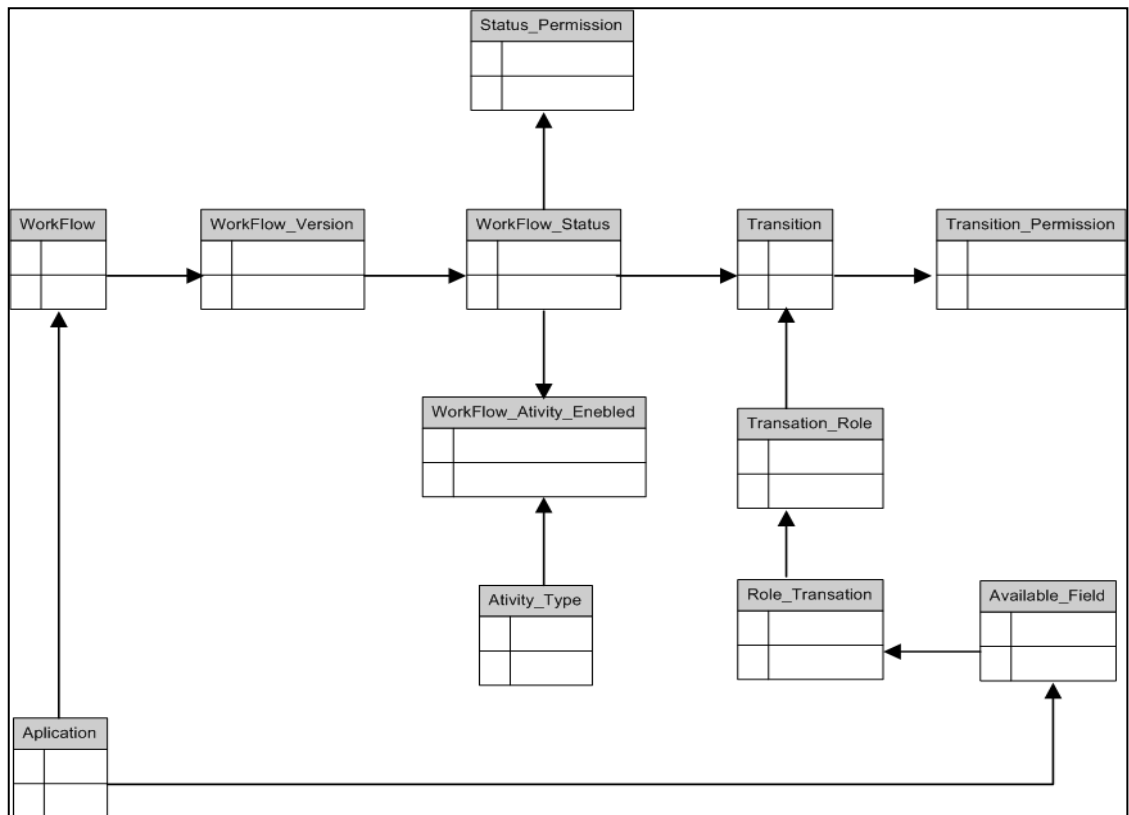 Status_Permission
WorkFlow
WorkFlow_Version
WorkFlow_Status
Transition
Transition_Permission
WorkFlow_Ativity_Enebled
Transation_Role
Ativity_Type
Role_Transation
Available_Field
Aplication